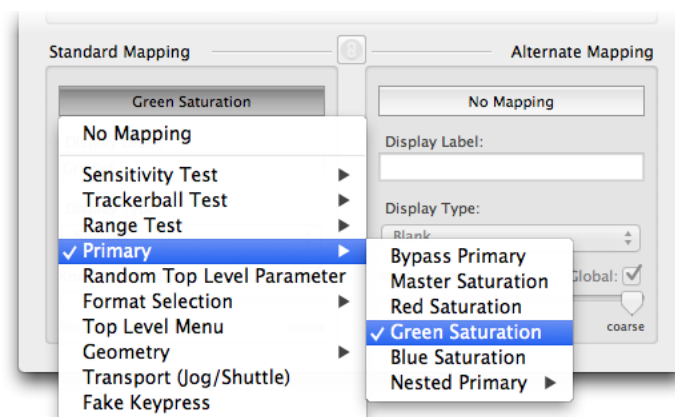 Standard Mapping
Alternate Mapping
Green Saturation
No Mapping
No Mapping
Sensitivity Test
Trackerball Test
Range Test
Primary
Random Top Level Parameter
Format Selection
Top Level Menu
Geometry
Transport (Jog/Shuttle)
Fake Keypress
Bypass Primary
Master Saturation
Red Saturation
Green Saturation
Blue Saturation
Nested Primary
Display Label:
Display Type:
Blank
Global:
coarse